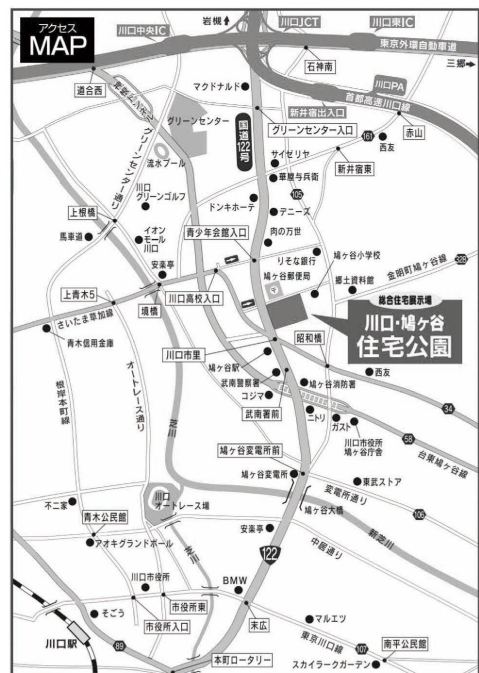 アクセス
MAP
岩槻
川口中央IC
川口JCT
川口東IC
東京外環自動車道
石神南
三郷
道合西
マクドナルド
川口PA
首都高速川口線
新井宿出入口
グリーンセンター
国道122号
グリーンセンター入口
赤山
161
西友
グリーンセンター通り
流水プール
サイゼリヤ
新井宿東
華屋与兵衛
105
川口
グリーンゴルフ
ドンキホーテ
デニーズ
上根橋
肉の万世
馬車道
イオン
モール
川口
青少年会館入口
りそな銀行
鳩ヶ谷小学校
328
金明町鳩ヶ谷線
安楽亭
鳩ヶ谷郵便局
郷土資料館
上青木5
川口高校入口
総合住宅展示場
川口・鳩ヶ谷
住宅公園
さいたま草加線
境橋
昭和橋
青木信用金庫
川口市里
鳩ヶ谷駅
西友
武南警察署
鳩ヶ谷消防署
コジマ
34
根岸本町線
オートレース通り
武南署前
ニトリ
ガスト
58
川口市役所
鳩ヶ谷庁舎
台東鳩ヶ谷線
芝川
鳩ヶ谷変電所前
鳩ヶ谷変電所
東武ストア
変電所通り
106
不二家
川口
オートレース場
鳩ヶ谷大橋
新芝川
青木公民館
安楽亭
中居通り
アオキグランドボール
芝川
122
川口市役所
BMW
そごう
市役所東
マルエツ
末広
市役所入口
川口駅
東京川口線
南平公民館
89
107
本町ロータリー
スカイラークガーデン